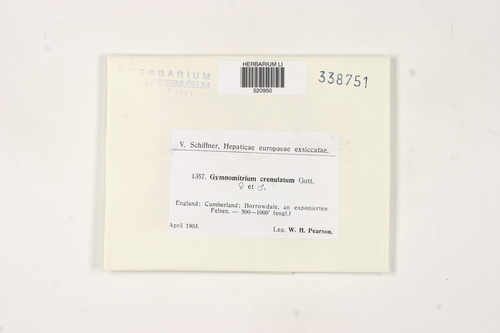 HERBARIUM
HERBARIUM LI
520950
338751
V. Schiffner, Hepaticae europaeae exsiccatae.
1357. Gymnomitrium crenulatum Gott.
♀ et ♂.
England: Cumberland; Borrowdale, an exponierten
Felsen. — 500—1000' (engl.)
April 1903.
Leg. W. H. Pearson.